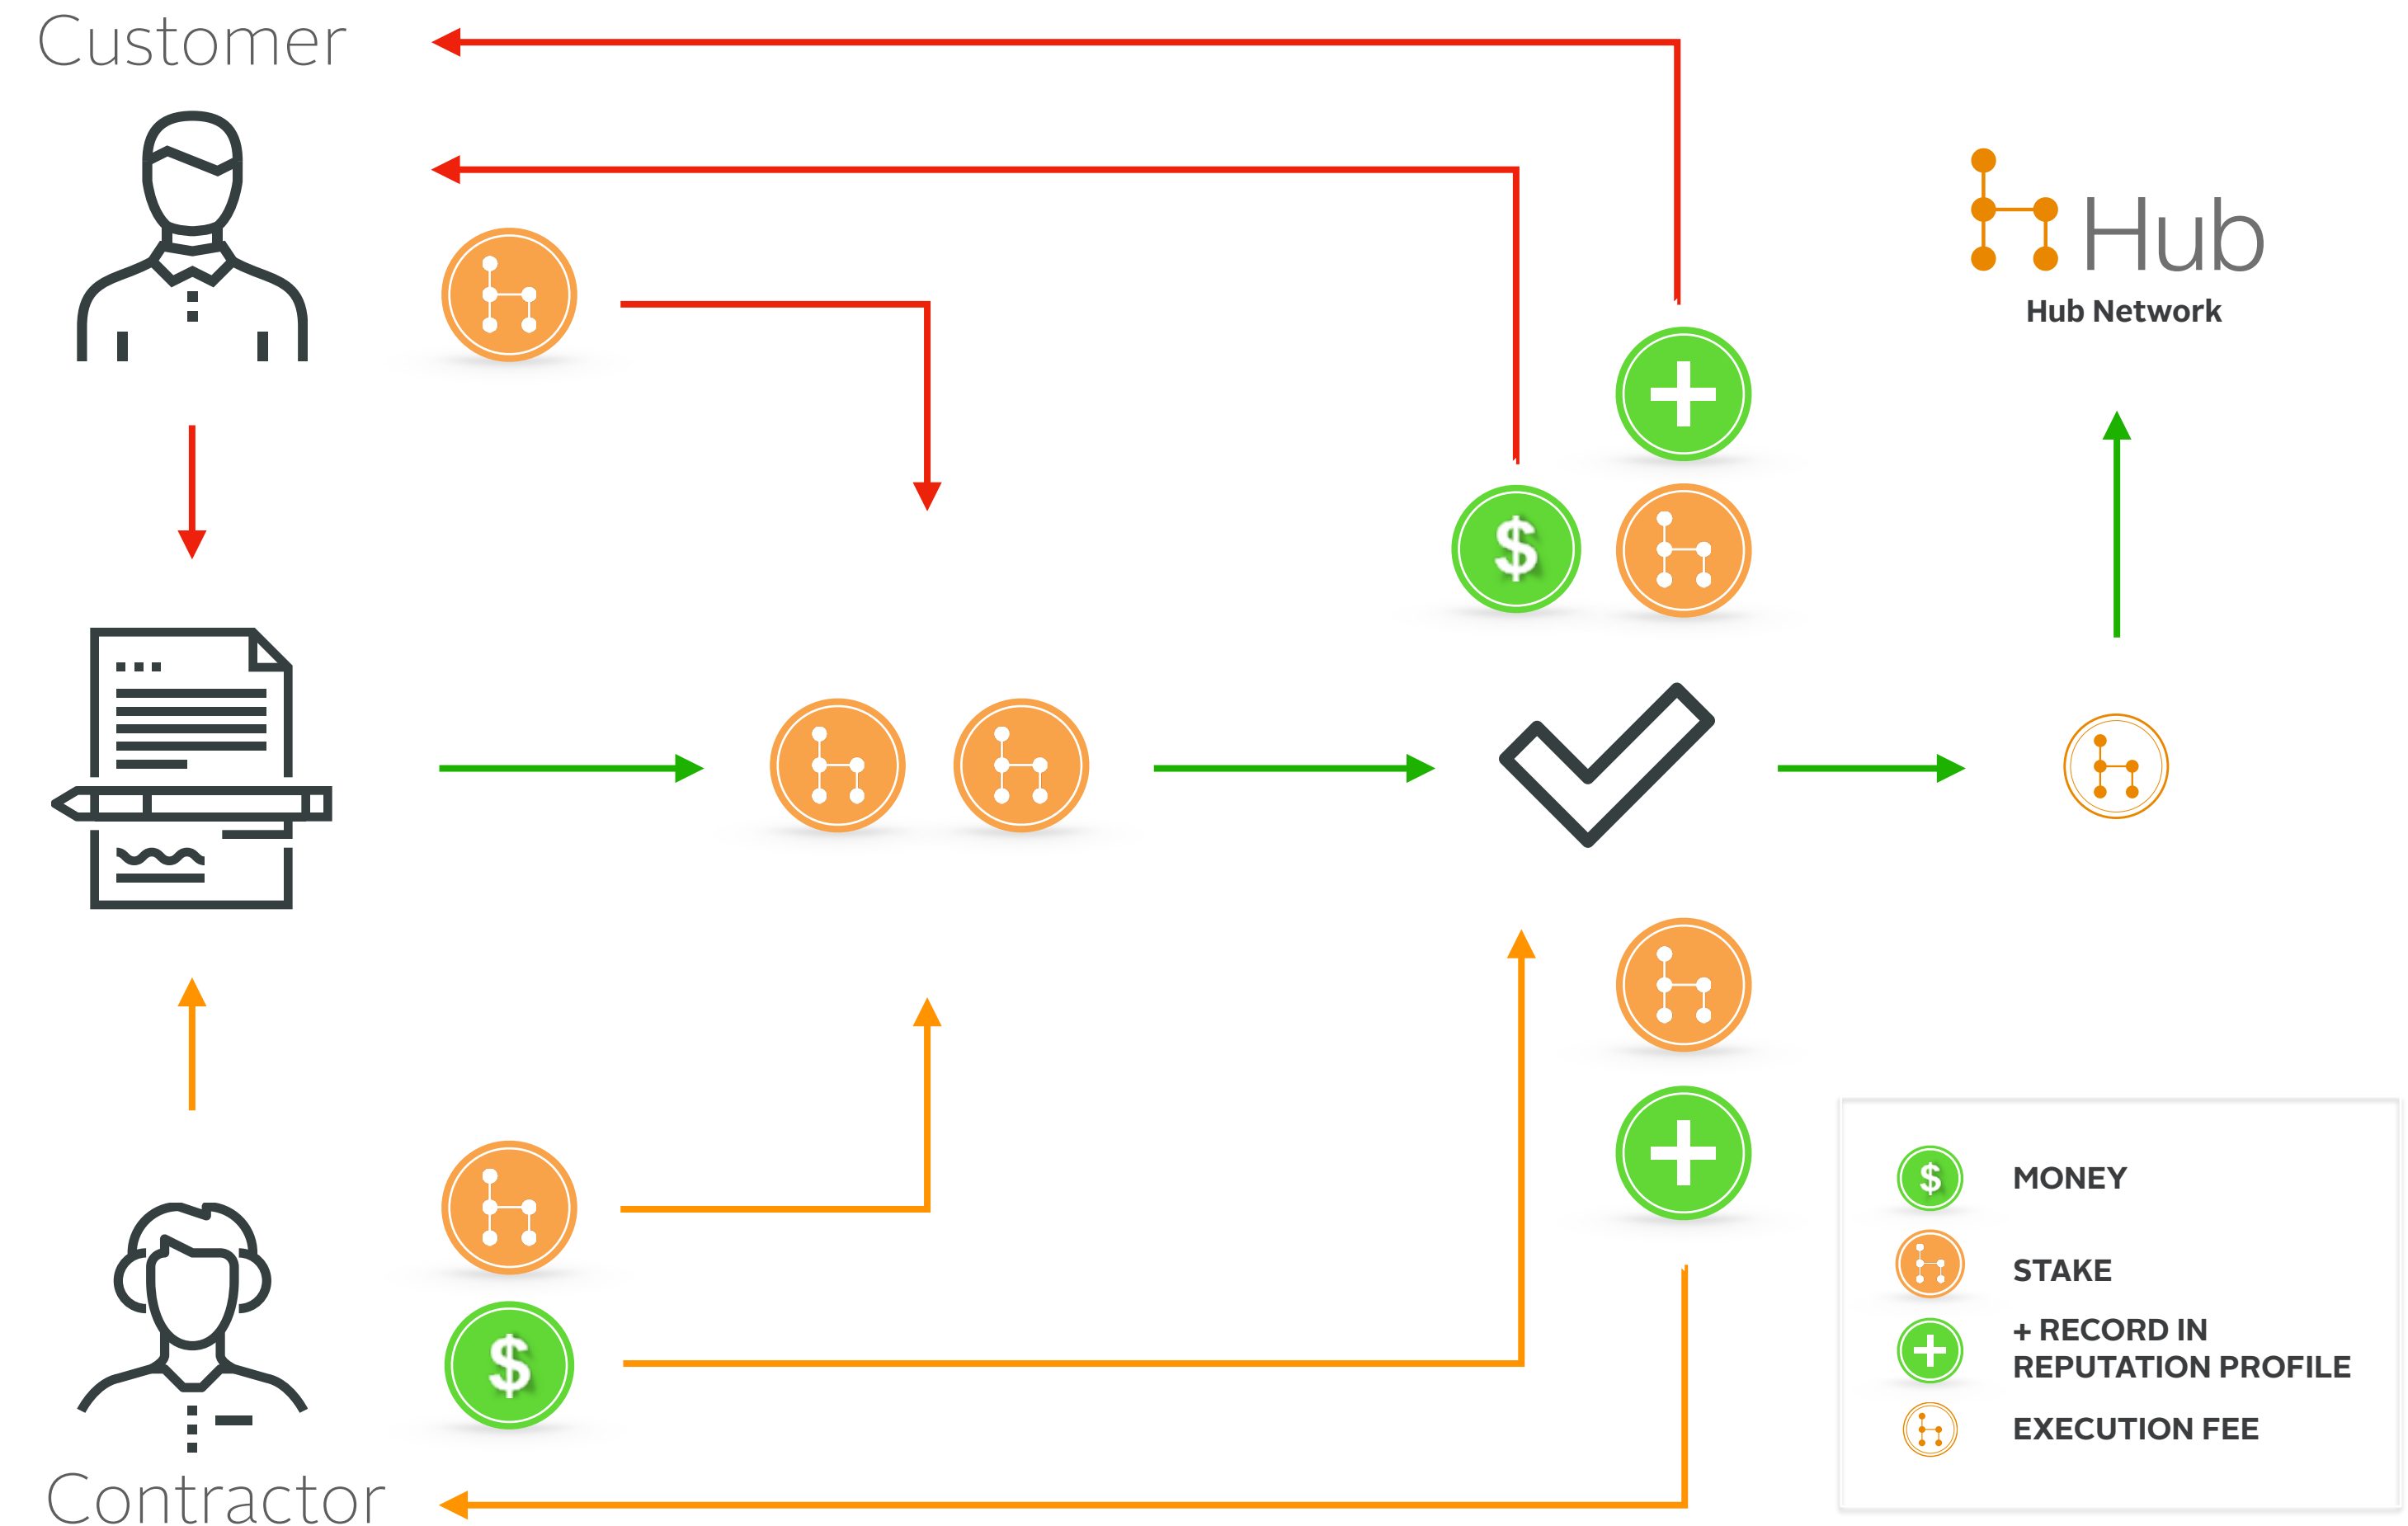 Customer
Hub
Hub Network
$
$
Contractor
$ MONEY
STAKE
+ RECORD IN
REPUTATION PROFILE
EXECUTION FEE